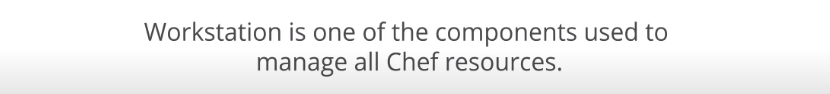 Workstation is one of the components used to
manage all Chef resources.